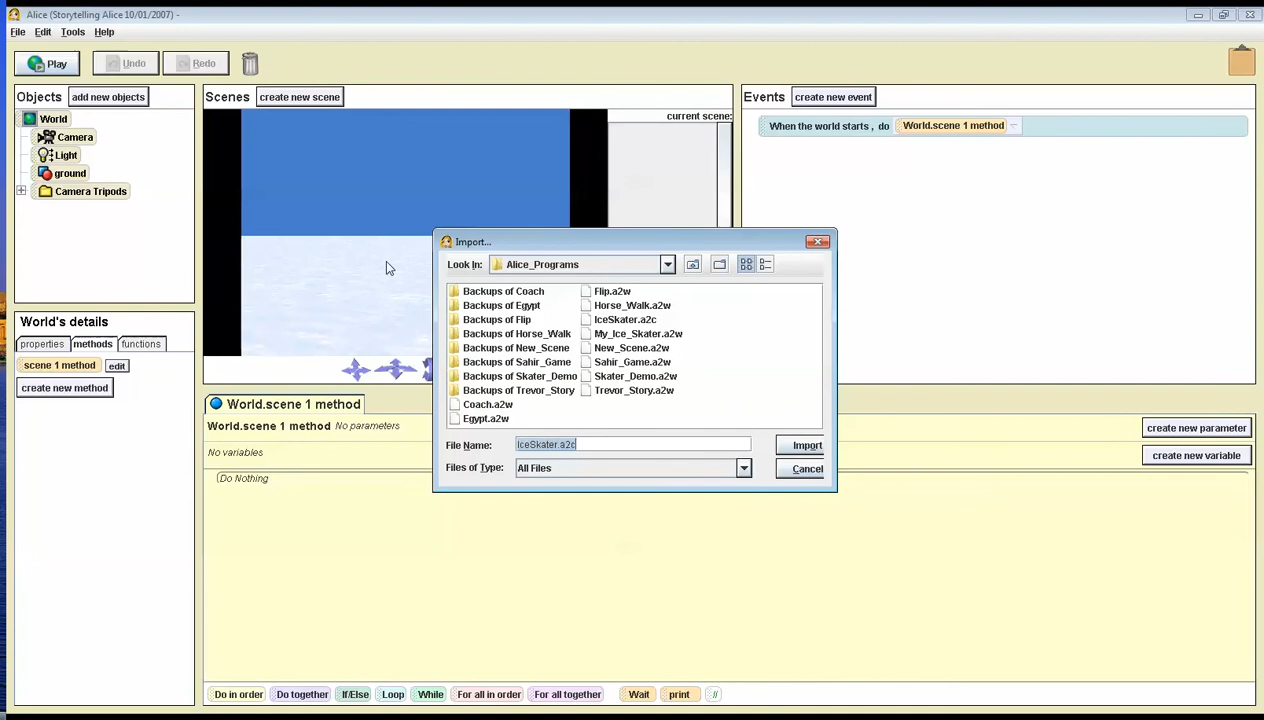 Alice (Storytelling Alice 10/01/2007) -
File Edit Tools Help
Play Undo Redo
Objects add new objects
World
Camera
Light
ground
Camera Tripods
Scenes create new scene
current scene:
Events create new event
When the world starts , do World.scene 1 method
World's details
properties methods functions
scene 1 method edit
create new method
Import...
Look In: Alice_Programs
Backups of Coach
Backups of Egypt
Backups of Flip
Backups of Horse_Walk
Backups of New_Scene
Backups of Sahir_Game
Backups of Skater_Demo
Backups of Trevor_Story
Coach.a2w
Egypt.a2w
Flip.a2w
Horse_Walk.a2w
IceSkater.a2c
My_Ice_Skater.a2w
New_Scene.a2w
Sahir_Game.a2w
Skater_Demo.a2w
Trevor_Story.a2w
File Name: IceSkater.a2c Import
Files of Type: All Files Cancel
World.scene 1 method
World.scene 1 method No parameters create new parameter
No variables create new variable
(Do Nothing
Do in order Do together If/Else Loop While For all in order For all together Wait print //